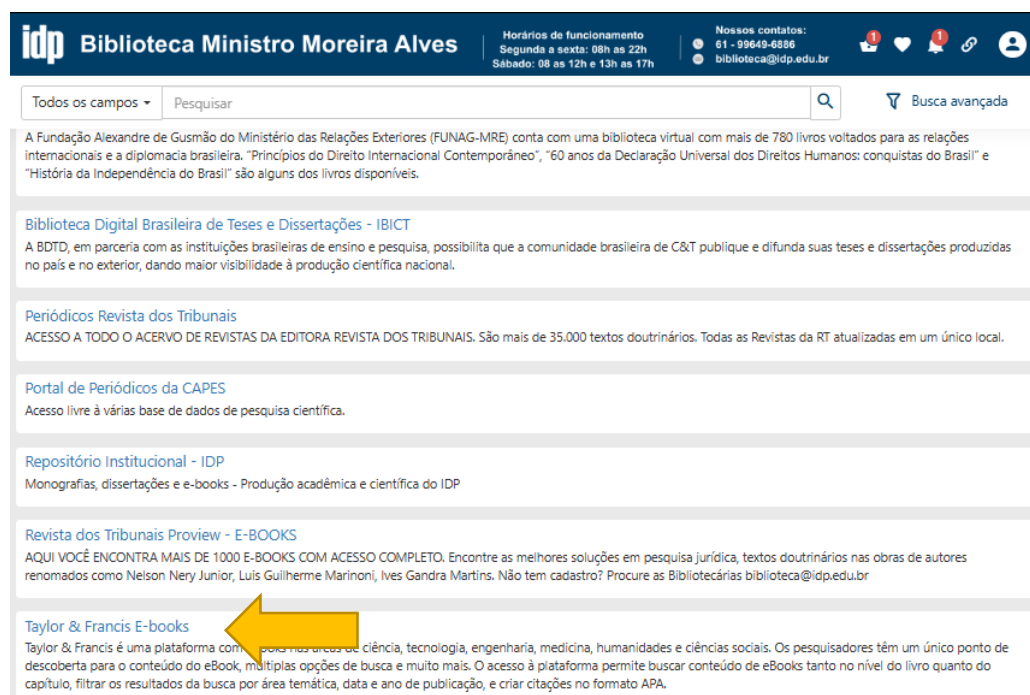 idp Biblioteca Ministro Moreira Alves
Horários de funcionamento
Segunda a sexta: 08h as 22h
Sábado: 08 as 12h e 13h as 17h
Nossos contatos:
61 - 99649-6886
biblioteca@idp.edu.br
1
1
Todos os campos
Pesquisar
Busca avançada
A Fundação Alexandre de Gusmão do Ministério das Relações Exteriores (FUNAG-MRE) conta com uma biblioteca virtual com mais de 780 livros voltados para as relações
internacionais e a diplomacia brasileira. "Princípios do Direito Internacional Contemporâneo", "60 anos da Declaração Universal dos Direitos Humanos: conquistas do Brasil" e
"História da Independência do Brasil" são alguns dos livros disponíveis.
Biblioteca Digital Brasileira de Teses e Dissertações - IBICT
A BDTD, em parceria com as instituições brasileiras de ensino e pesquisa, possibilita que a comunidade brasileira de C&T publique e difunda suas teses e dissertações produzidas
no país e no exterior, dando maior visibilidade à produção científica nacional.
Periódicos Revista dos Tribunais
ACESSO A TODO O ACERVO DE REVISTAS DA EDITORA REVISTA DOS TRIBUNAIS. São mais de 35.000 textos doutrinários. Todas as Revistas da RT atualizadas em um único local.
Portal de Periódicos da CAPES
Acesso livre à várias base de dados de pesquisa científica.
Repositório Institucional - IDP
Monografias, dissertações e e-books - Produção acadêmica e científica do IDP
Revista dos Tribunais Proview - E-BOOKS
AQUI VOCÊ ENCONTRA MAIS DE 1000 E-BOOKS COM ACESSO COMPLETO. Encontre as melhores soluções em pesquisa jurídica, textos doutrinários nas obras de autores
renomados como Nelson Nery Junior, Luis Guilherme Marinoni, Ives Gandra Martins. Não tem cadastro? Procure as Bibliotecárias biblioteca@idp.edu.br
Taylor & Francis E-books
Taylor & Francis é uma plataforma com ciência, tecnologia, engenharia, medicina, humanidades e ciências sociais. Os pesquisadores têm um único ponto de
descoberta para o conteúdo do eBook, múltiplas opções de busca e muito mais. O acesso à plataforma permite buscar conteúdo de eBooks tanto no nível do livro quanto do
capítulo, filtrar os resultados da busca por área temática, data e ano de publicação, e criar citações no formato APA.